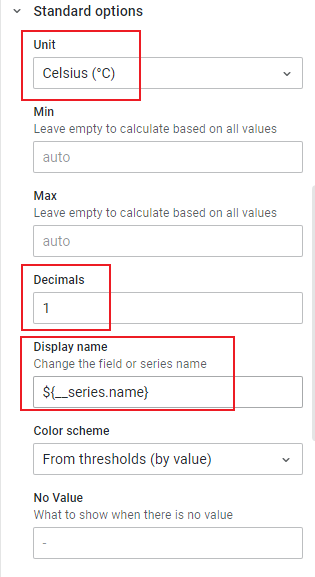 Standard options
Unit
Celsius (°C)
Min
Leave empty to calculate based on all values
auto
Max
Leave empty to calculate based on all values
auto
Decimals
1
Display name
Change the field or series name
${__series.name}
Color scheme
From thresholds (by value)
No Value
What to show when there is no value
-